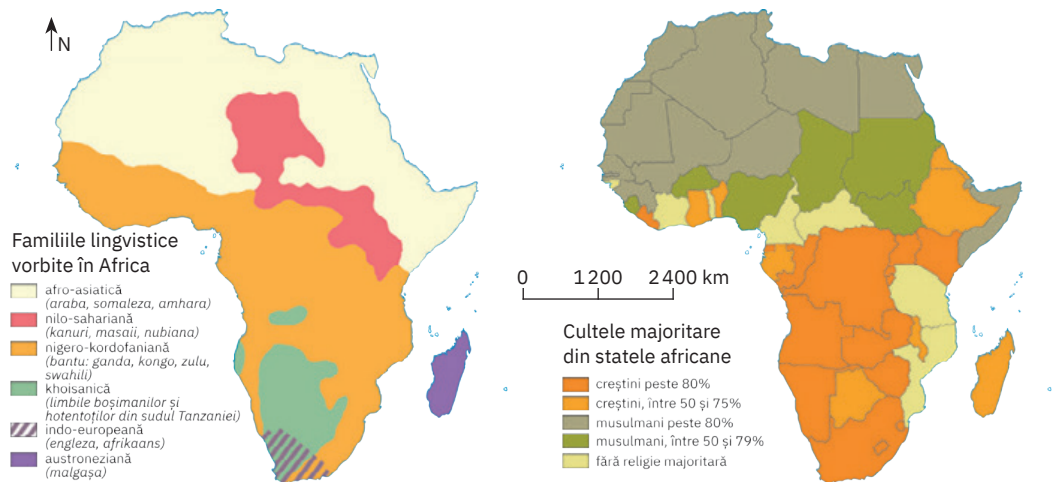 N
Familiile lingvistice
vorbite în Africa
afro-asiatică
(araba, somaleza, amhara)
nilo-sahariană
(kanuri, masaii, nubiana)
nigero-kordofaniană
(bantu: ganda, kongo, zulu,
swahili)
khoisanică
(limbile boșimanilor și
hotentoților din sudul Tanzaniei)
indo-europeană
(engleza, afrikaans)
austroneziană
(malgașa)
0 1200 2400 km
Cultele majoritare
din statele africane
creștini peste 80%
creștini, între 50 și 75%
musulmani peste 80%
musulmani, între 50 și 79%
fără religie majoritară